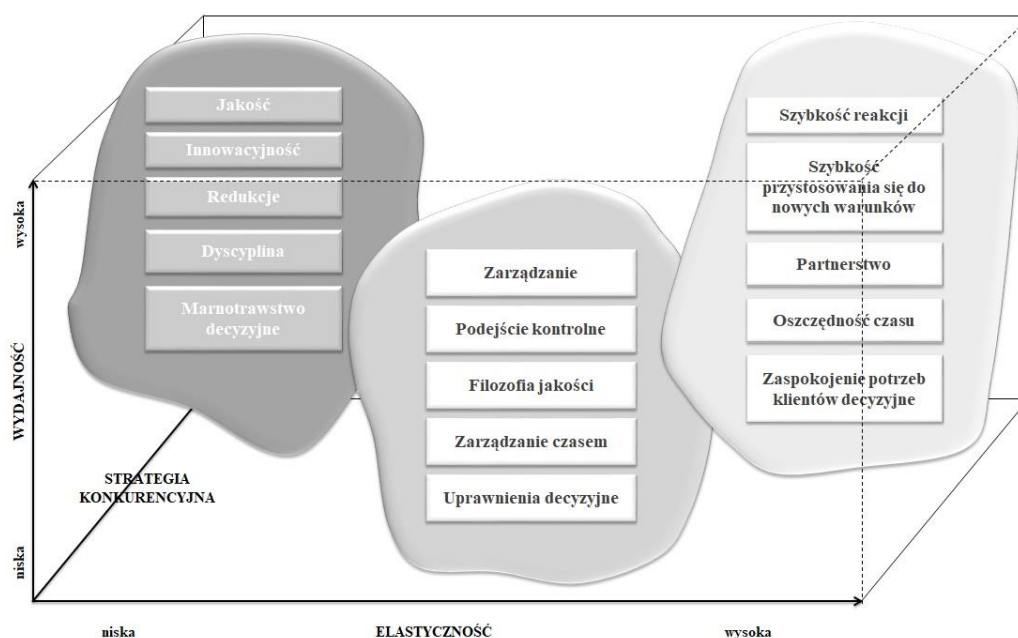 Jakość
Innowacyjność
Redukcje
Dyscyplina
Marnotrawstwo
decyzyjne
Zarządzanie
Podejście kontrolne
Filozofia jakości
Zarządzanie czasem
Uprawnienia decyzyjne
Szybkość reakcji
Szybkość
przystosowania się do
nowych warunków
Partnerstwo
Oszczędność czasu
Zaspokojenie potrzeb
klientów decyzyjne
wysoka
WYDAJNOŚĆ
niska
STRATEGIA
KONKURENCYJNA
niska
ELASTYCZNOŚĆ
wysoka